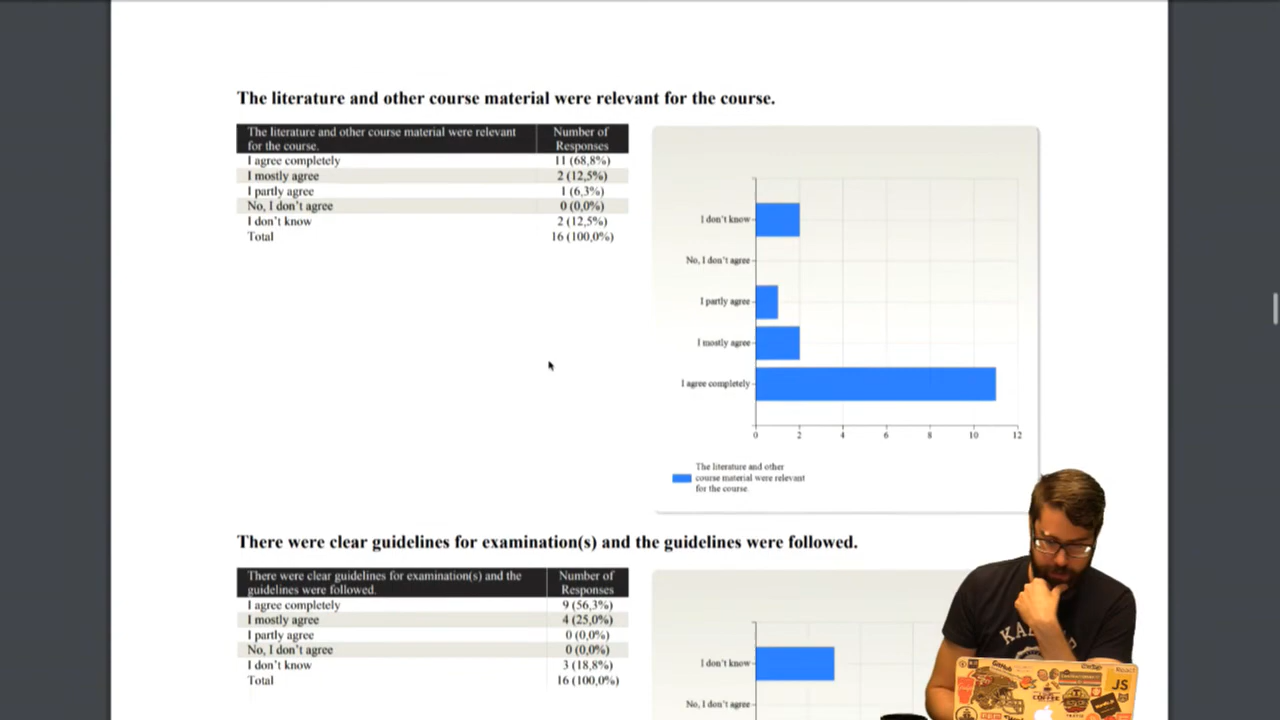 The literature and other course material were relevant for the course.
The literature and other course material were relevant for the course. Number of Responses
I agree completely 11 (68,8%)
I mostly agree 2 (12,5%)
I partly agree 1 (6,3%)
No, I don't agree 0 (0,0%)
I don't know 2 (12,5%)
Total 16 (100,0%)
I don't know
No, I don't agree
I partly agree
I mostly agree
I agree completely
0 2 4 6 8 10 12
The literature and other
course material were relevant
for the course.
There were clear guidelines for examination(s) and the guidelines were followed.
There were clear guidelines for examination(s) and the guidelines were followed. Number of Responses
I agree completely 9 (56,3%)
I mostly agree 4 (25,0%)
I partly agree 0 (0,0%)
No, I don't agree 0 (0,0%)
I don't know 3 (18,8%)
Total 16 (100,0%)
I don't know
No, I don't agree
JS